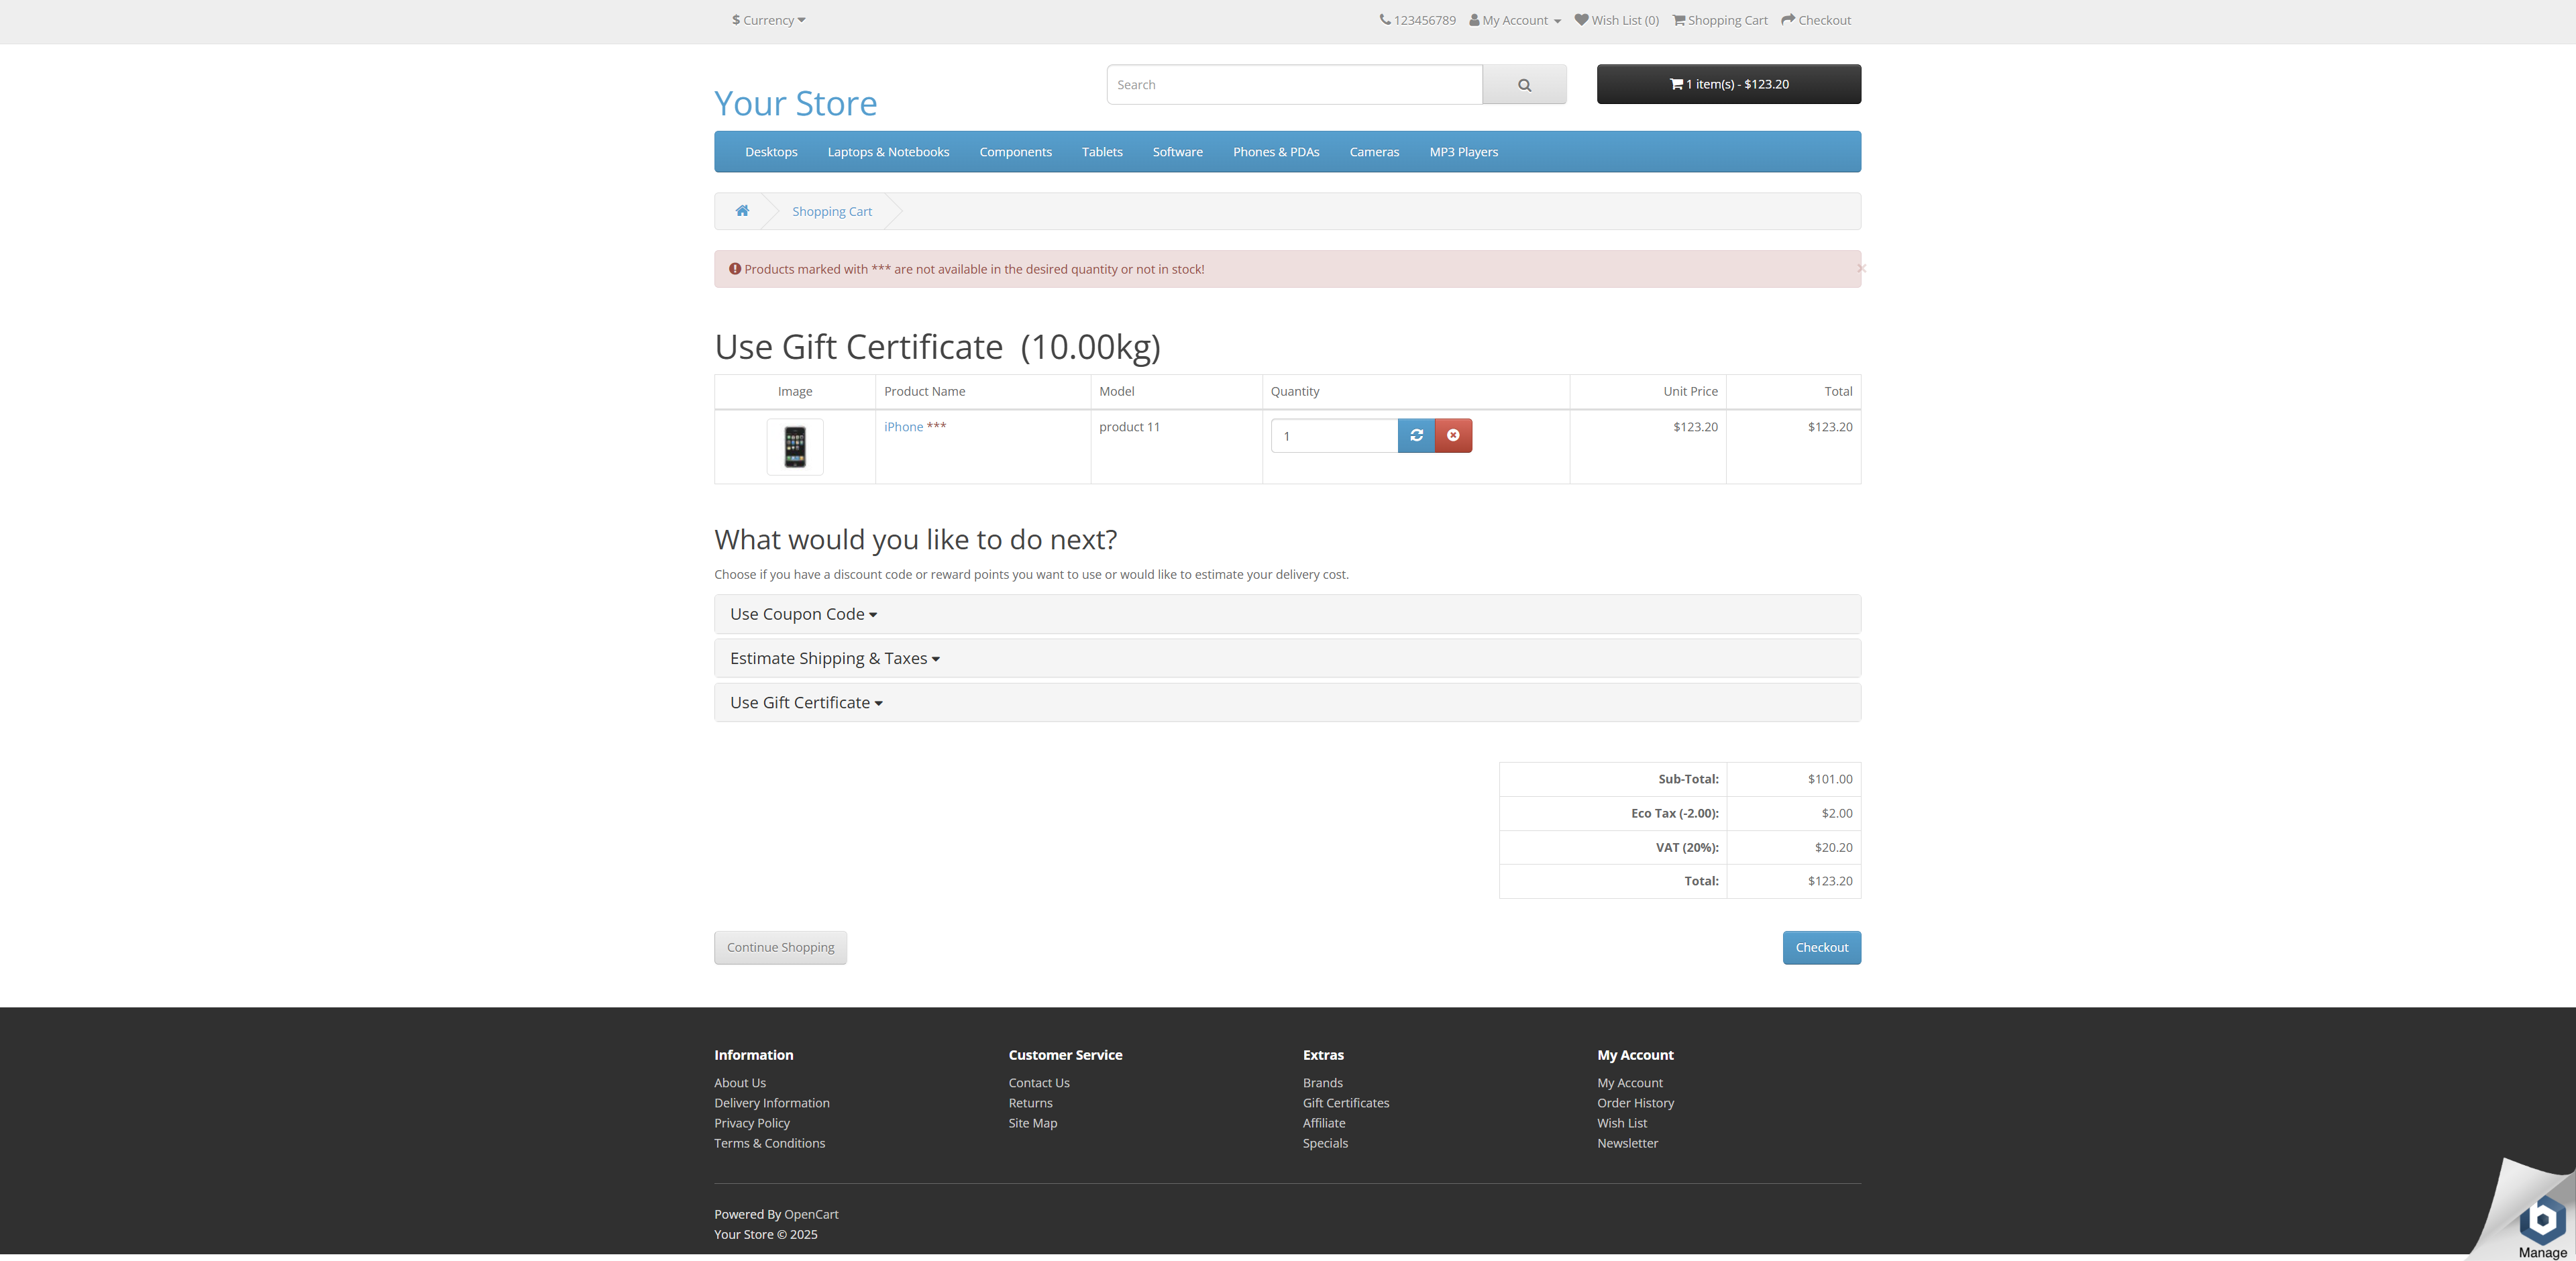 $ Currency
123456789 My Account Wish List (0) Shopping Cart Checkout
Your Store
Search
1 item(s) - $123.20
Desktops Laptops & Notebooks Components Tablets Software Phones & PDAs Cameras MP3 Players
Shopping Cart
Products marked with *** are not available in the desired quantity or not in stock!
×
Use Gift Certificate (10.00kg)
Image Product Name Model Quantity Unit Price Total
iPhone *** product 11 1 $123.20 $123.20
What would you like to do next?
Choose if you have a discount code or reward points you want to use or would like to estimate your delivery cost.
Use Coupon Code
Estimate Shipping & Taxes
Use Gift Certificate
Sub-Total: $101.00
Eco Tax (-2.00): $2.00
VAT (20%): $20.20
Total: $123.20
Continue Shopping Checkout
Information Customer Service Extras My Account
About Us Contact Us Brands My Account
Delivery Information Returns Gift Certificates Order History
Privacy Policy Site Map Affiliate Wish List
Terms & Conditions Specials Newsletter
Powered By OpenCart
Your Store © 2025
b
Manage